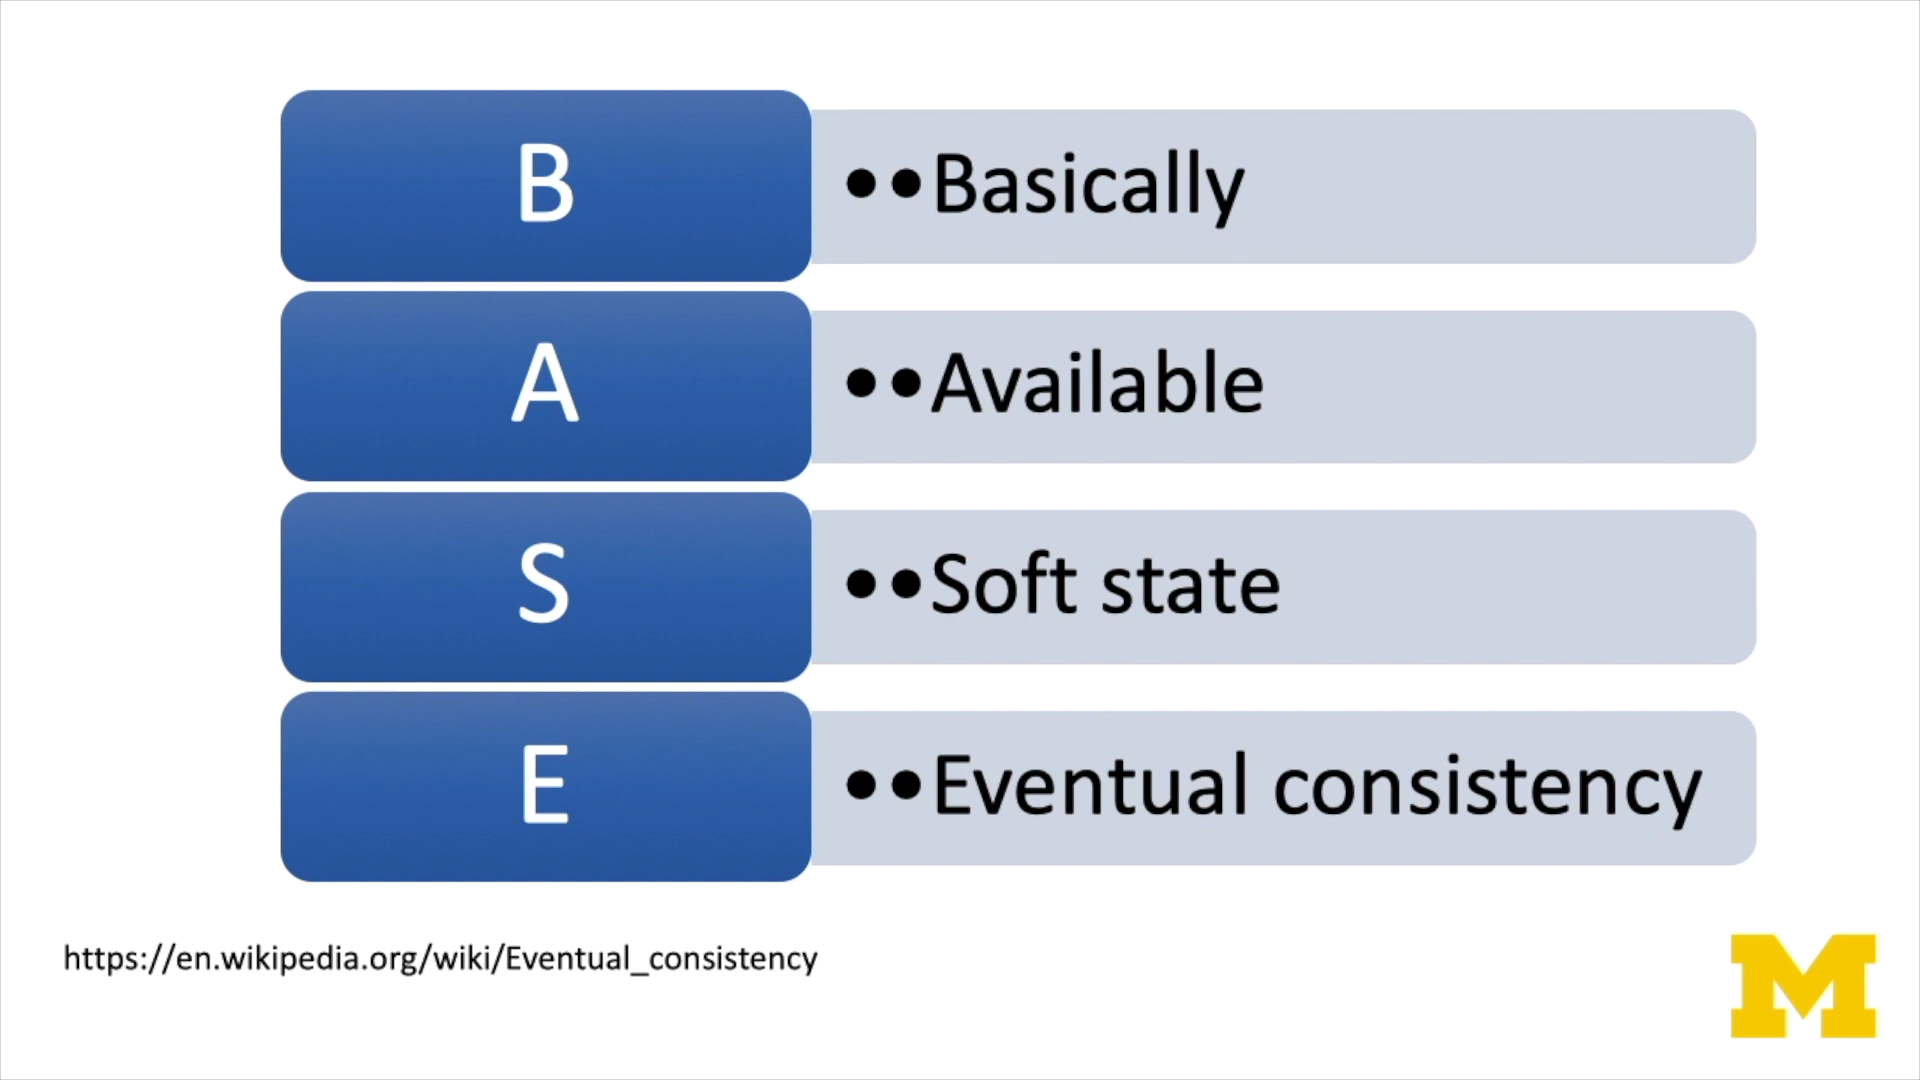 B
••Basically
A
••Available
S
••Soft state
E
••Eventual consistency
https://en.wikipedia.org/wiki/Eventual_consistency
M